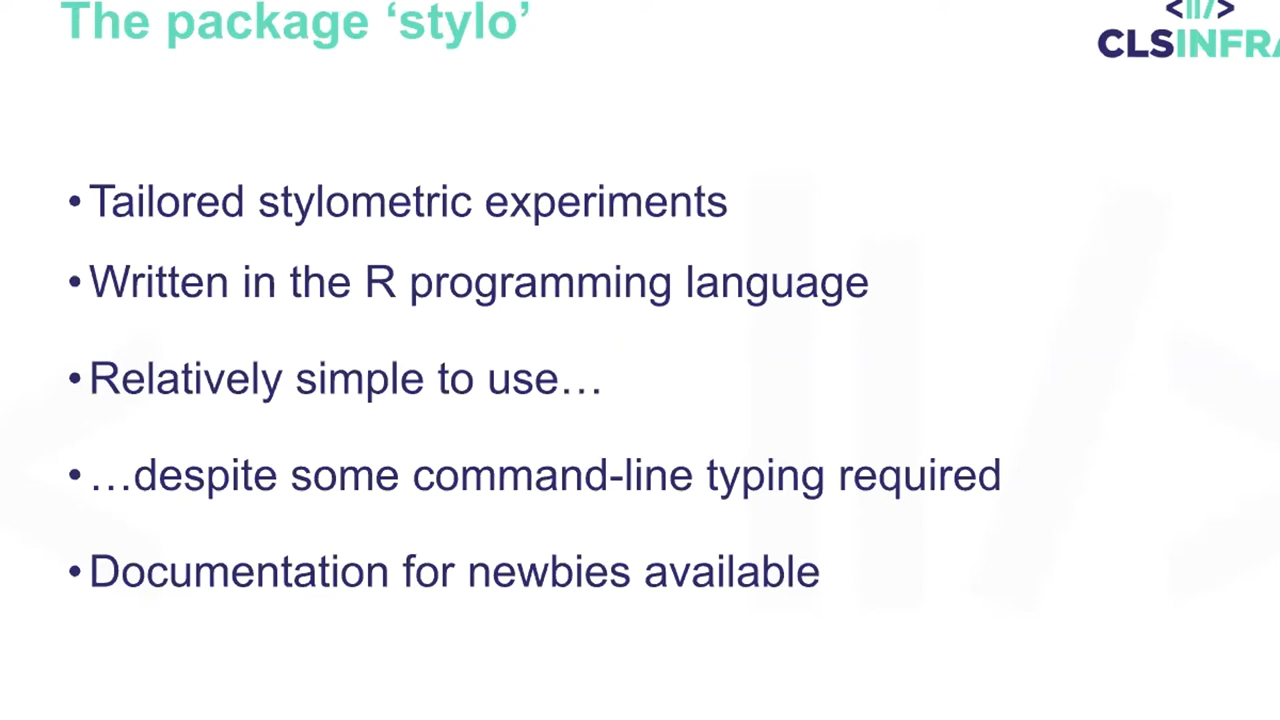 The package ‘stylo’
<||/>
CLSINFRA
• Tailored stylometric experiments
• Written in the R programming language
• Relatively simple to use…
• …despite some command-line typing required
• Documentation for newbies available